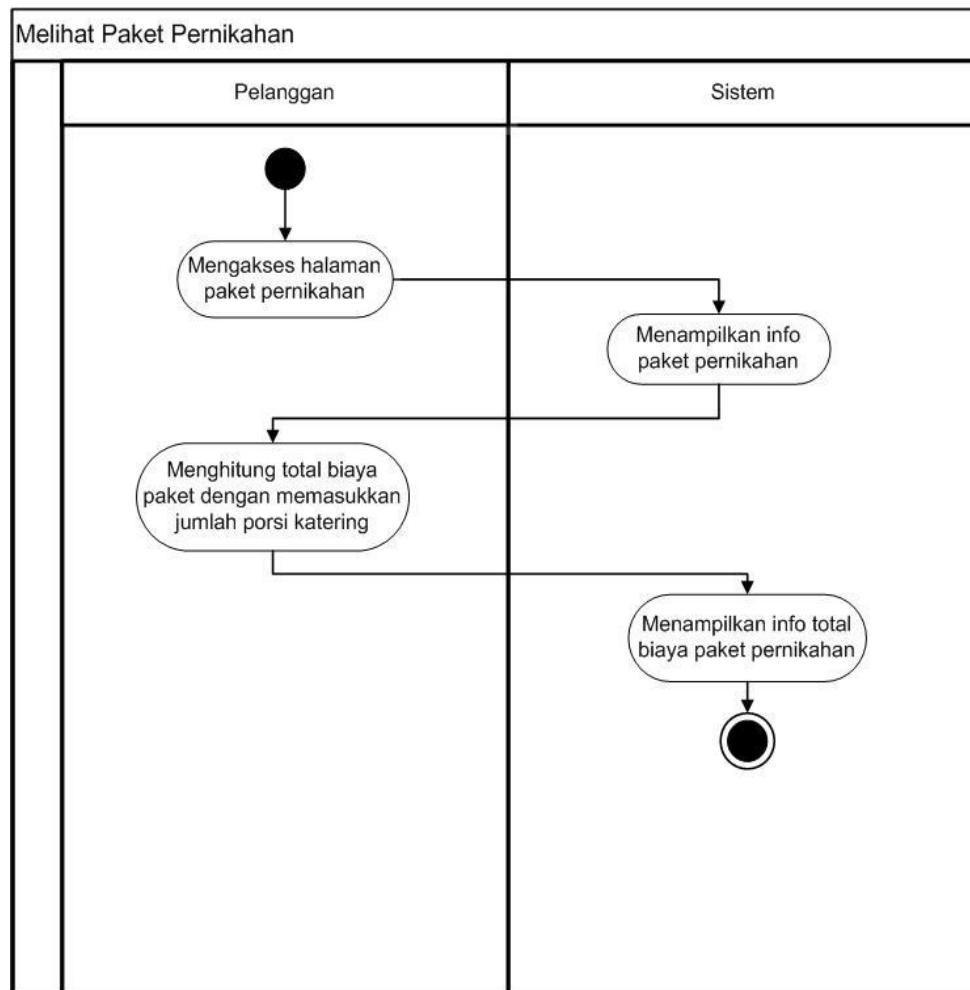 Melihat Paket Pernikahan
Pelanggan
Sistem
Mengakses halaman
paket pernikahan
Menampilkan info
paket pernikahan
Menghitung total biaya
paket dengan memasukkan
jumlah porsi katering
Menampilkan info total
biaya paket pernikahan